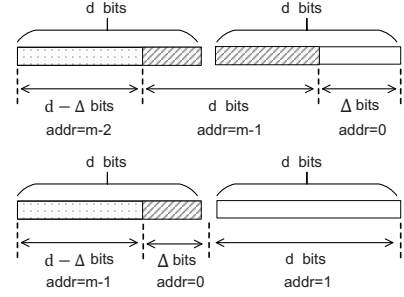 d bits d bits
d − Δ bits d bits Δ bits
addr=m-2 addr=m-1 addr=0
d bits d bits
d − Δ bits Δ bits d bits
addr=m-1 addr=0 addr=1